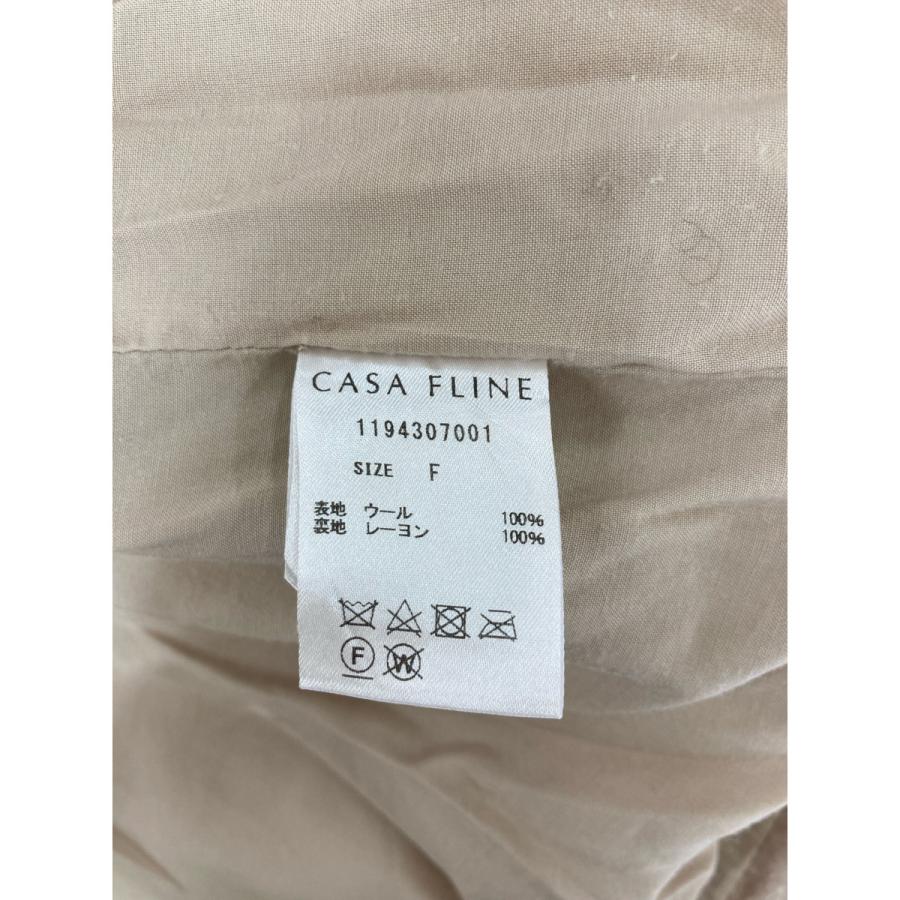 CASA FLINE
1194307001
SIZE F
表地 ウール 100%
裏地 レーヨン 100%
F W